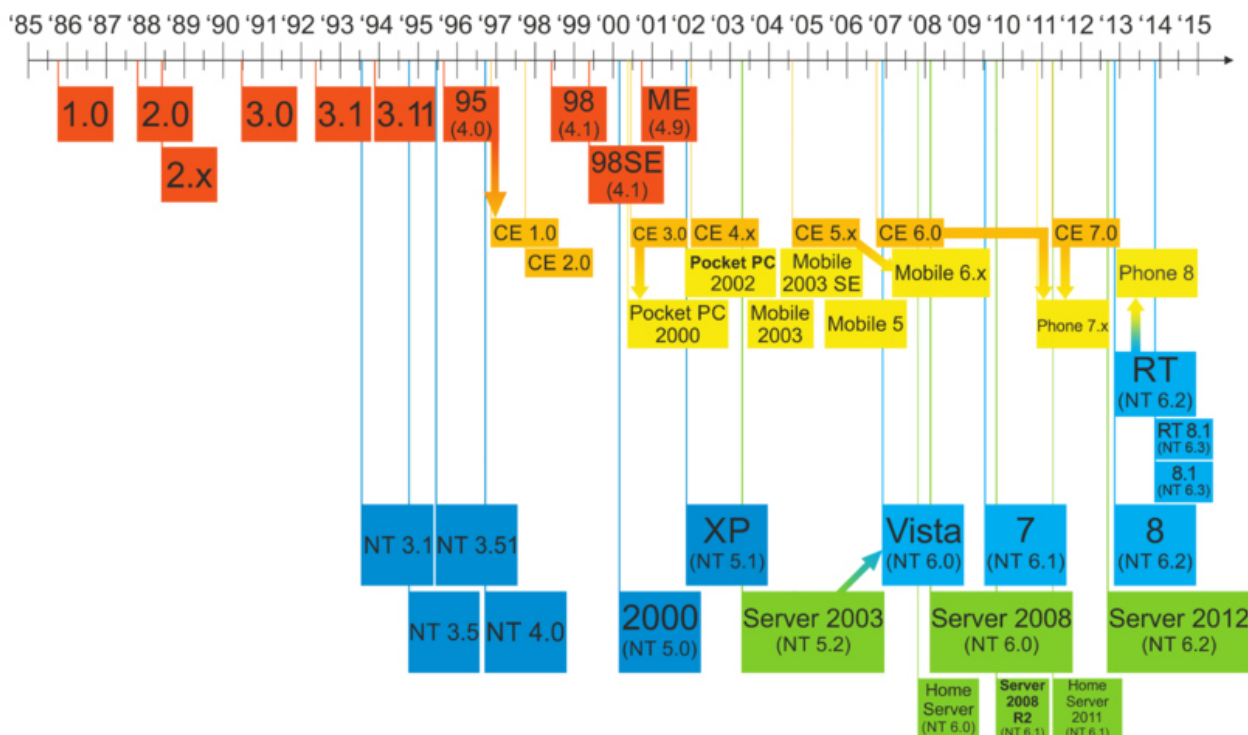 ‘85 ‘86 ‘87 ‘88 ‘89 ‘90 ‘91 ‘92 ‘93 ‘94 ‘95 ‘96 ‘97 ‘98 ‘99 ‘00 ‘01 ‘02 ‘03 ‘04 ‘05 ‘06 ‘07 ‘08 ‘09 ‘10 ‘11 ‘12 ‘13 ‘14 ‘15
1.0
2.0
3.0
3.1
3.11
95
(4.0)
98
(4.1)
ME
(4.9)
2.x
98SE
(4.1)
CE 1.0
CE 3.0
CE 4.x
CE 5.x
CE 6.0
CE 7.0
CE 2.0
Pocket PC
2002
Mobile
2003 SE
Mobile 6.x
Phone 8
Pocket PC
2000
Mobile
2003
Mobile 5
Phone 7.x
RT
(NT 6.2)
RT 8.1
(NT 6.3)
8.1
(NT 6.3)
NT 3.1
NT 3.51
XP
(NT 5.1)
Vista
(NT 6.0)
7
(NT 6.1)
8
(NT 6.2)
NT 3.5
NT 4.0
2000
(NT 5.0)
Server 2003
(NT 5.2)
Server 2008
(NT 6.0)
Server 2012
(NT 6.2)
Home
Server
(NT 6.0)
Server
2008
R2
(NT 6.1)
Home
Server
2011
(NT 6.1)